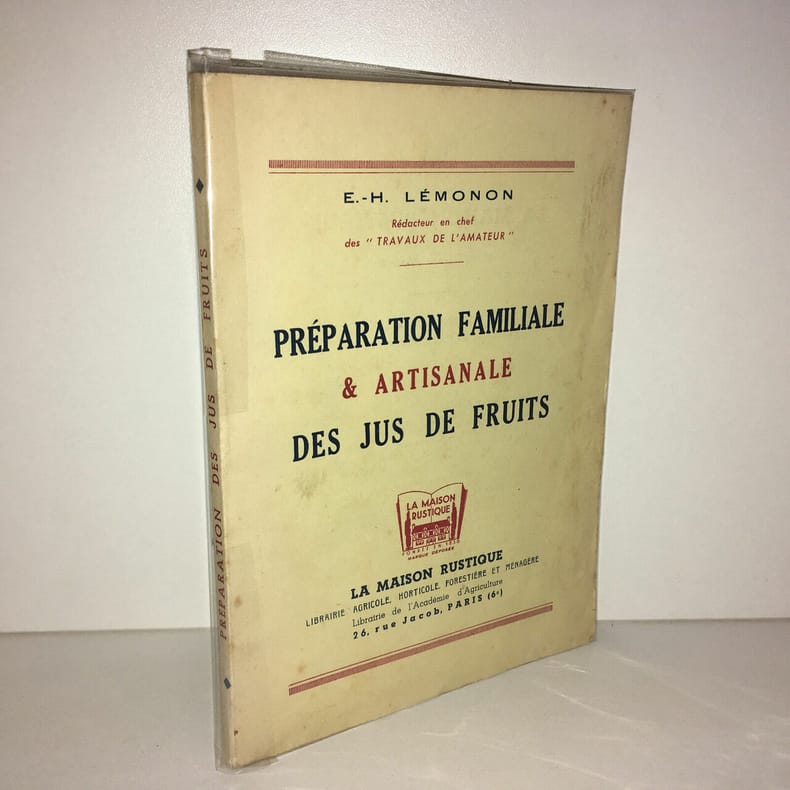 PRÉPARATION DES JUS DE FRUITS
E.-H. LÉMONON
Rédacteur en chef
des "TRAVAUX DE L'AMATEUR"
PRÉPARATION FAMILIALE
& ARTISANALE
DES JUS DE FRUITS
LA MAISON
RUSTIQUE
MARQUE DÉPOSÉE
LA MAISON RUSTIQUE
LIBRAIRIE AGRICOLE, HORTICOLE, FORESTIÈRE ET MÉNAGÈRE
Librairie de l'Académie d'Agriculture
26, rue Jacob, PARIS (6e)